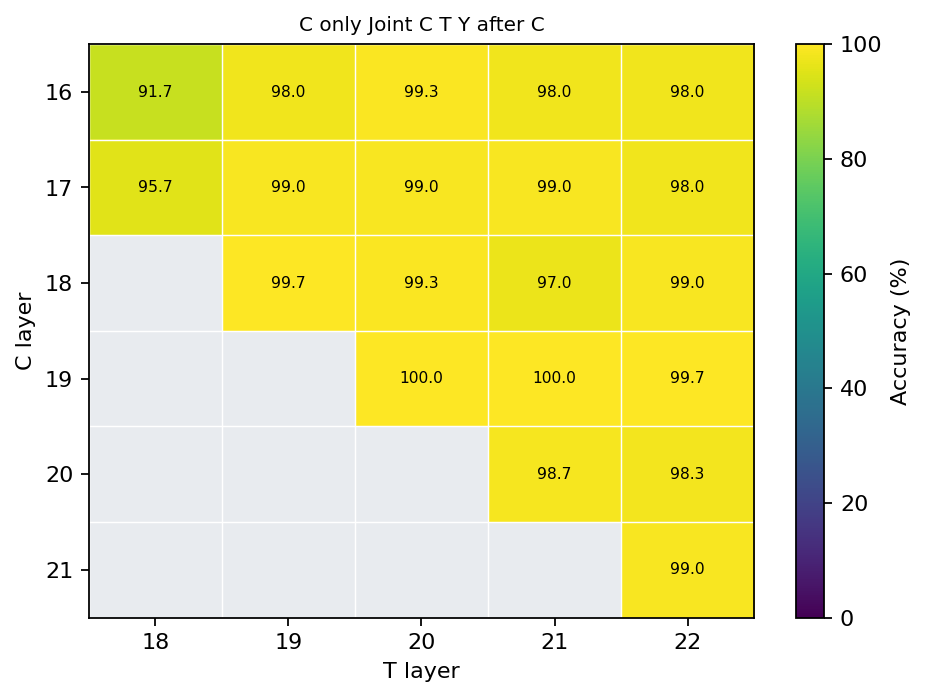 C only Joint C T Y after C
16 91.7 98.0 99.3 98.0 98.0
17 95.7 99.0 99.0 99.0 98.0
18 99.7 99.3 97.0 99.0
19 100.0 100.0 99.7
20 98.7 98.3
21 99.0
18 19 20 21 22
T layer
C layer
100
80
60
40
20
0
Accuracy (%)